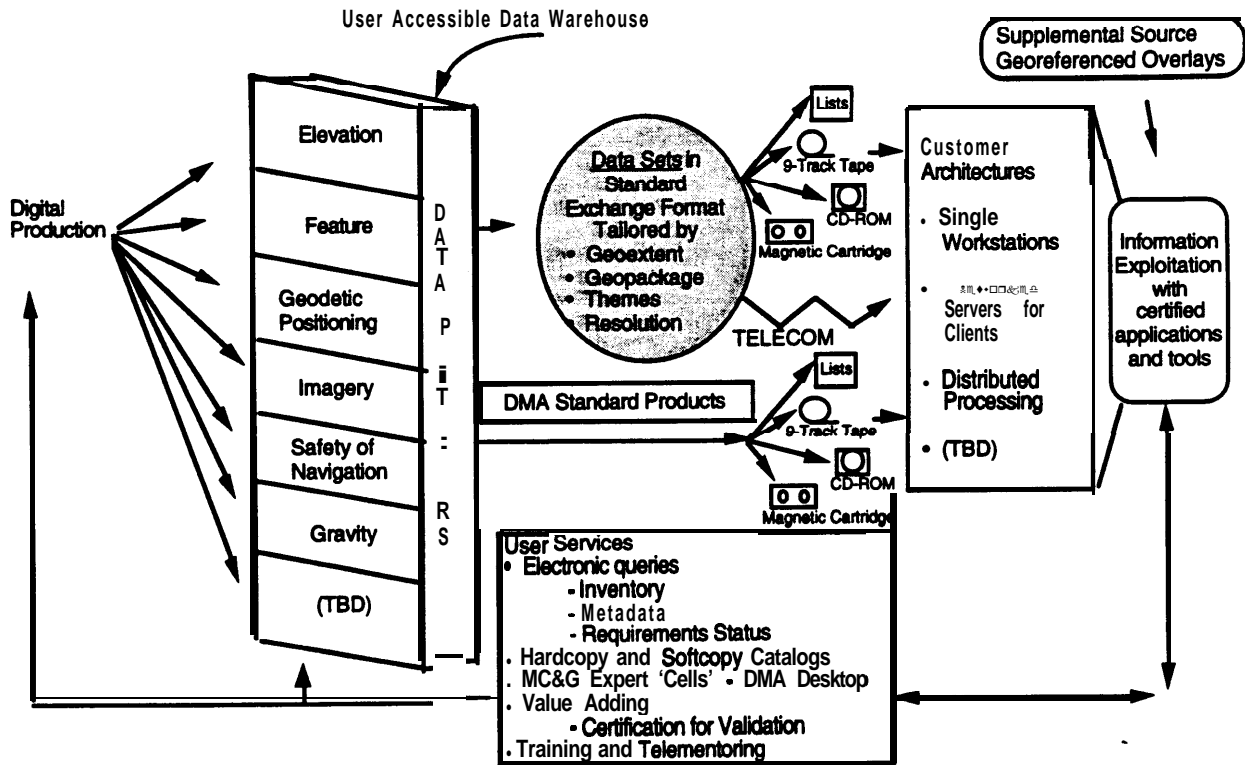 User Accessible Data Warehouse
Supplemental Source
Georeferenced Overlays
Digital
Production
Elevation
Feature
Geodetic
Positioning
Imagery
Safety of
Navigation
Gravity
(TBD)
D
A
T
A
P
T
RS
Data Sets in
Standard
Exchange Format
Tailored by
• Geoextent
• Geopackage
• Themes
• Resolution
Lists
9-Track Tape
CD-ROM
Magnetic Cartridge
TELECOM
DMA Standard Products
Lists
9-Track Tape
CD-ROM
Magnetic Cartridge
Customer
Architectures
• Single
Workstations
•
Servers for
Clients
• Distributed
Processing
• (TBD)
Information
Exploitation
with
certified
applications
and tools
User Services
• Electronic queries
- Inventory
- Metadata
- Requirements Status
. Hardcopy and Softcopy Catalogs
. MC&G Expert 'Cells' - DMA Desktop
. Value Adding
- Certification for Validation
. Training and Telementoring